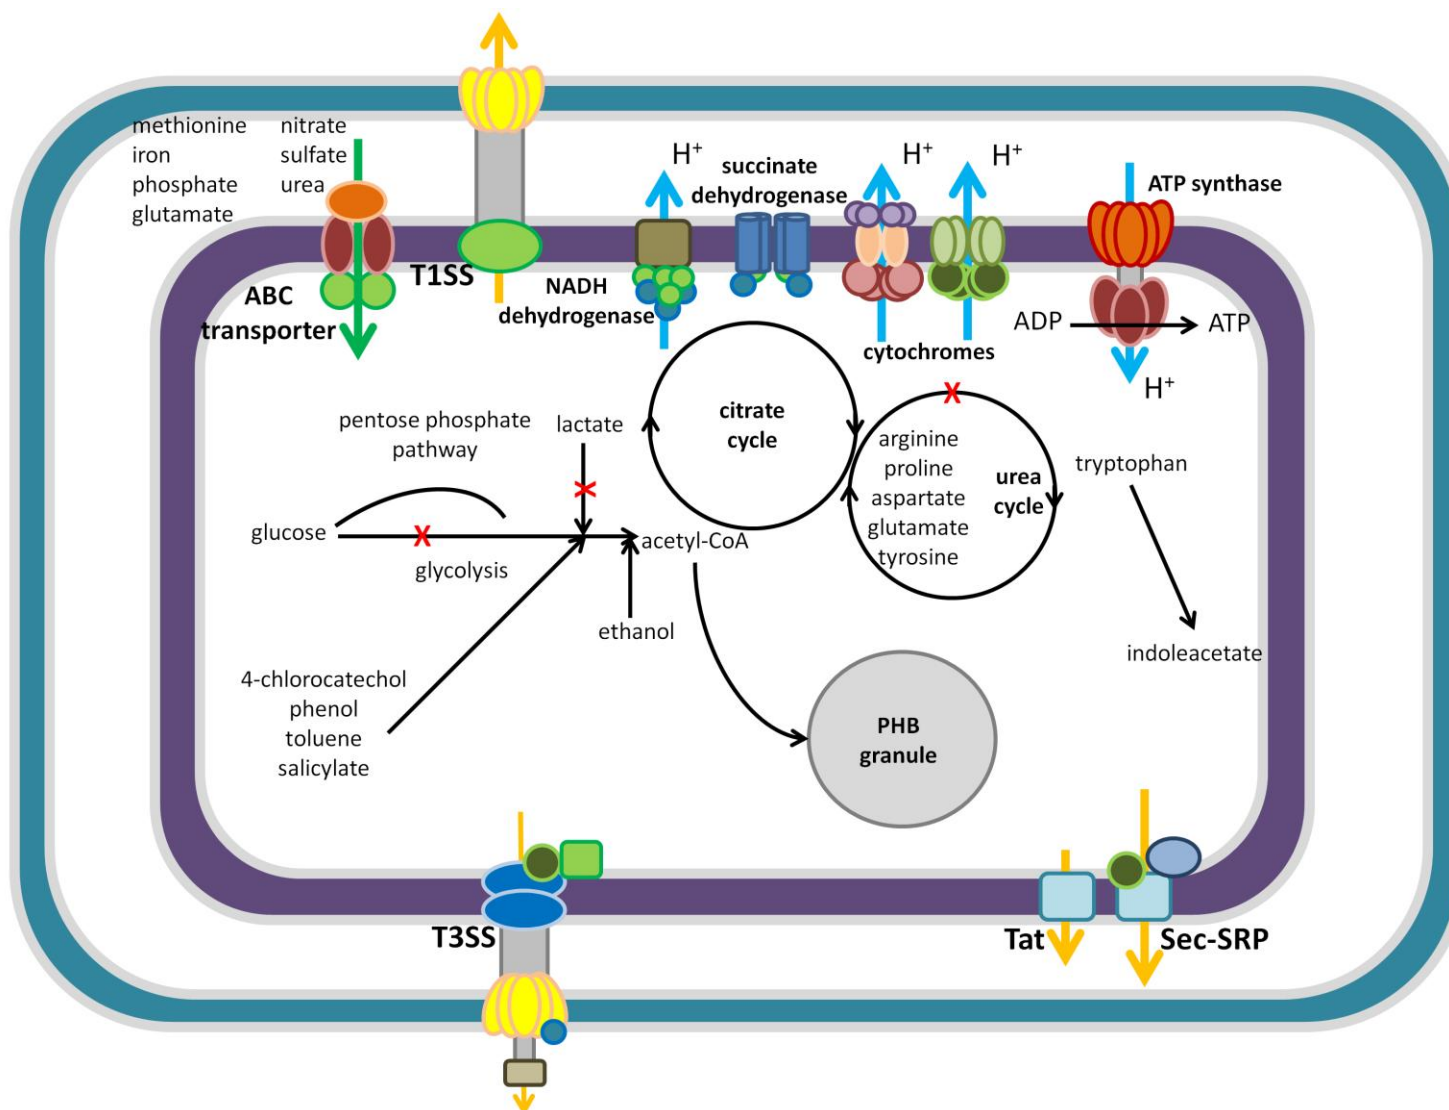 methionine
iron
phosphate
glutamate
nitrate
sulfate
urea
ABC
transporter
T1SS
H+
NADH
dehydrogenase
succinate
dehydrogenase
H+
H+
cytochromes
ATP synthase
ADP
ATP
H+
pentose phosphate
pathway
lactate
glucose
glycolysis
acetyl-CoA
ethanol
4-chlorocatechol
phenol
toluene
salicylate
citrate
cycle
arginine
proline
aspartate
glutamate
tyrosine
urea
cycle
tryptophan
indoleacetate
PHB
granule
T3SS
Tat
Sec-SRP